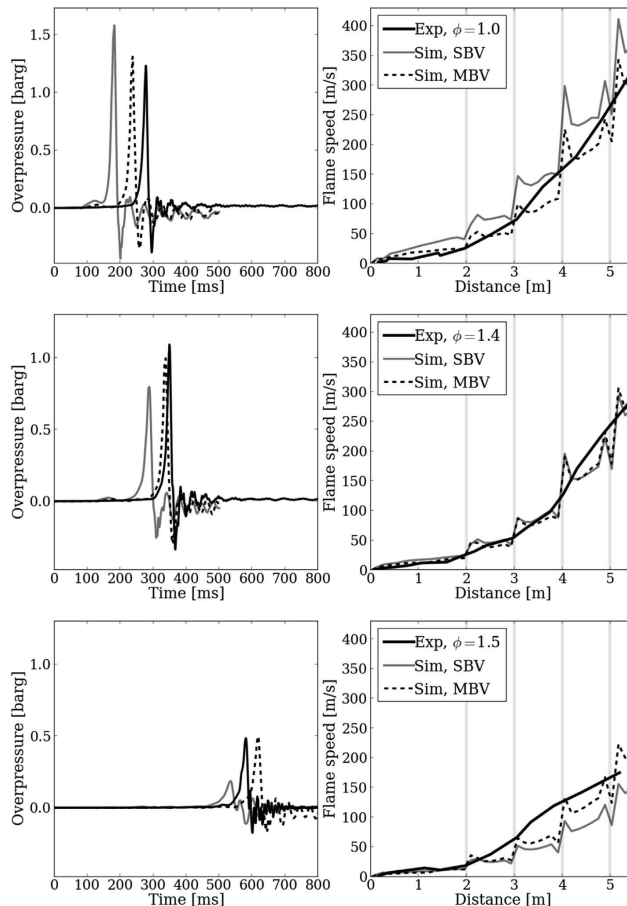 1.5
1.0
0.5
0.0
0 100 200 300 400 500 600 700 800
Overpressure [barg]
Time [ms]
400
350
300
250
200
150
100
50
0
0 1 2 3 4 5
Flame speed [m/s]
Distance [m]
Exp, ϕ=1.0
Sim, SBV
Sim, MBV
1.0
0.5
0.0
0 100 200 300 400 500 600 700 800
Overpressure [barg]
Time [ms]
400
350
300
250
200
150
100
50
0
0 1 2 3 4 5
Flame speed [m/s]
Distance [m]
Exp, ϕ=1.4
Sim, SBV
Sim, MBV
1.0
0.5
0.0
0 100 200 300 400 500 600 700 800
Overpressure [barg]
Time [ms]
400
350
300
250
200
150
100
50
0
0 1 2 3 4 5
Flame speed [m/s]
Distance [m]
Exp, ϕ=1.5
Sim, SBV
Sim, MBV